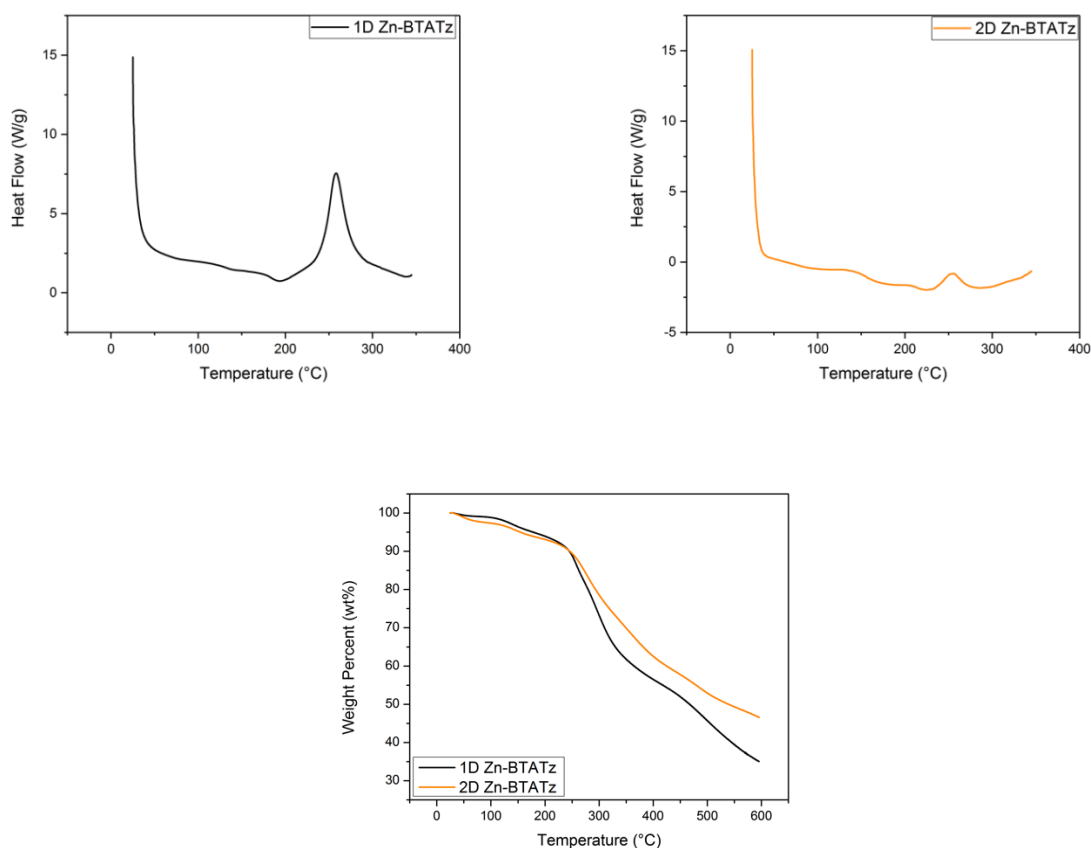 1D Zn-BTATz
15
10
5
0
Heat Flow (W/g)
0 100 200 300 400
Temperature (°C)
2D Zn-BTATz
15
10
5
0
-5
Heat Flow (W/g)
0 100 200 300 400
Temperature (°C)
100
90
80
70
60
50
40
30
Weight Percent (wt%)
1D Zn-BTATz
2D Zn-BTATz
0 100 200 300 400 500 600
Temperature (°C)